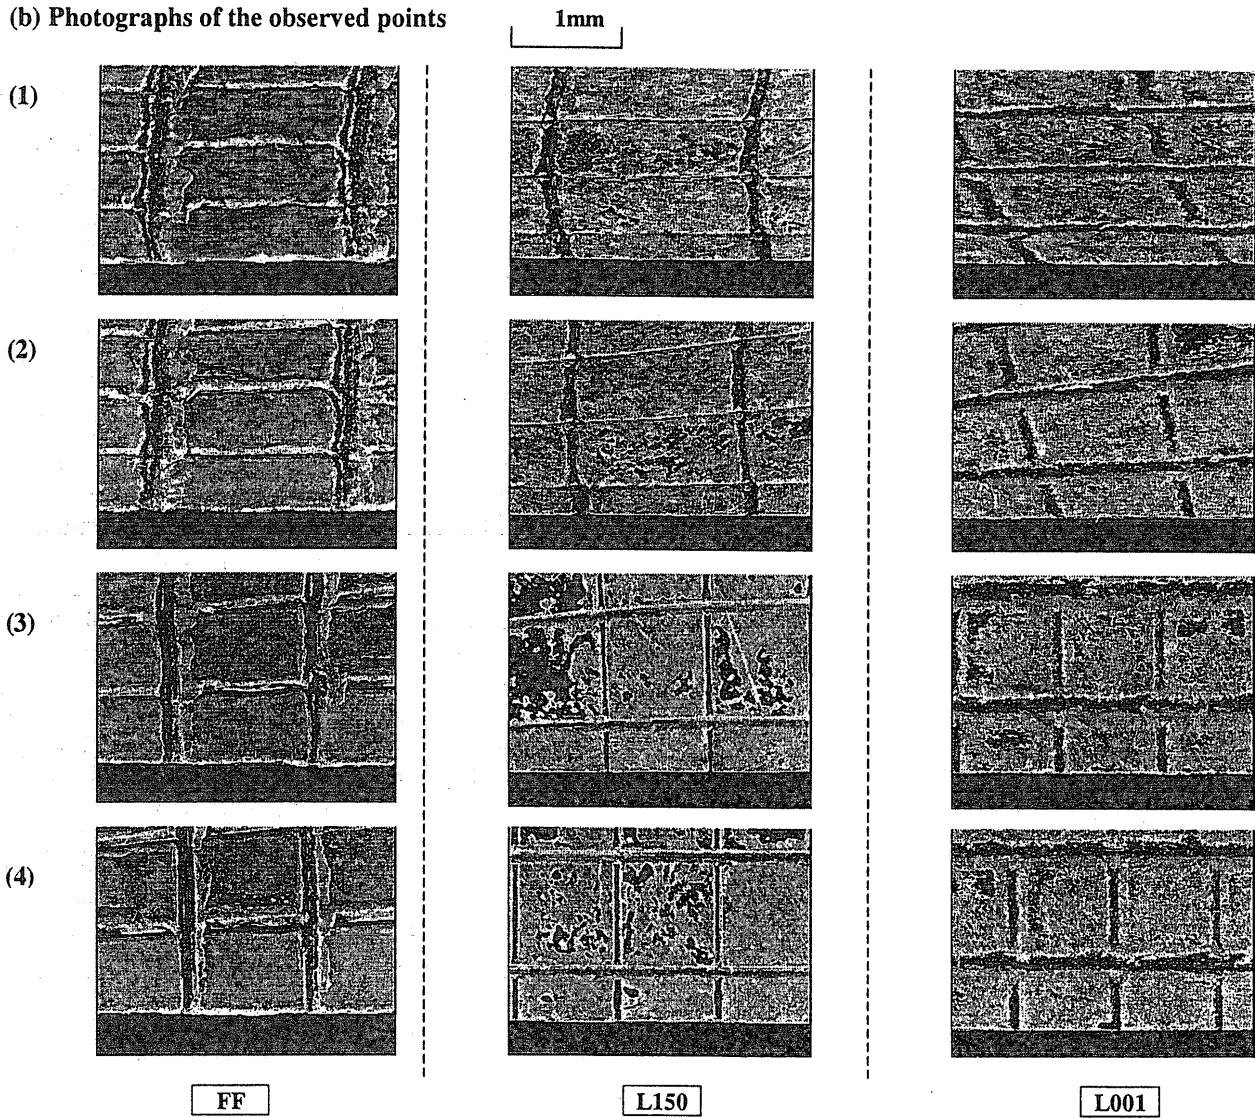 (b) Photographs of the observed points
1mm
(1)
(2)
(3)
(4)
FF
L150
L001